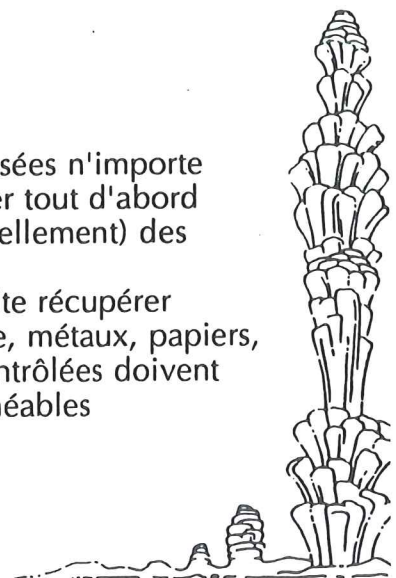 sées n'importe
er tout d'abord
ellement) des
te récupérer
e, métaux, papiers,
ntrôlées doivent
néables